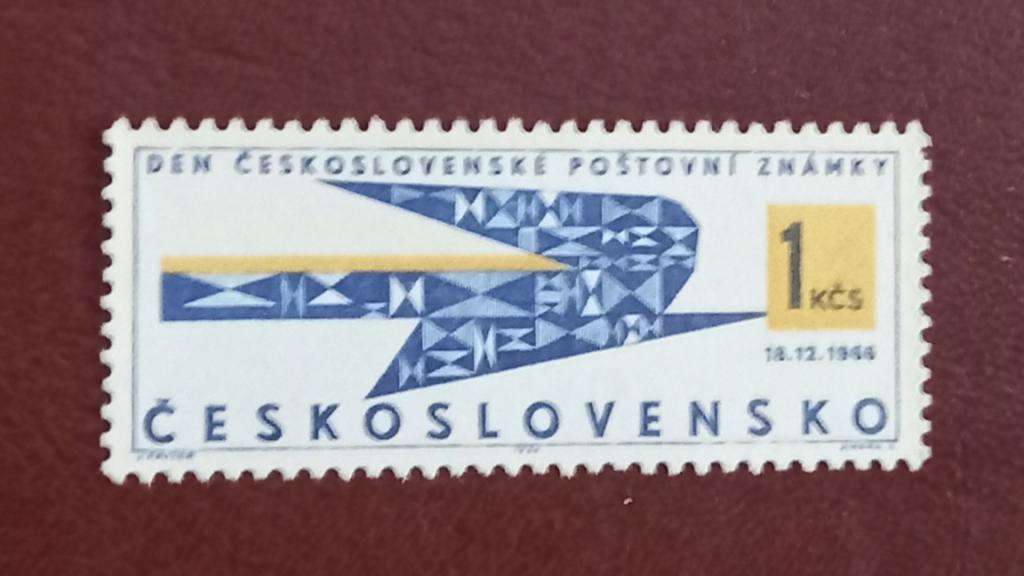 DEN ČESKOSLOVENSKÉ POŠTOVNÍ ZNÁMKY
1 KČS
18.12.1966
ČESKOSLOVENSKO